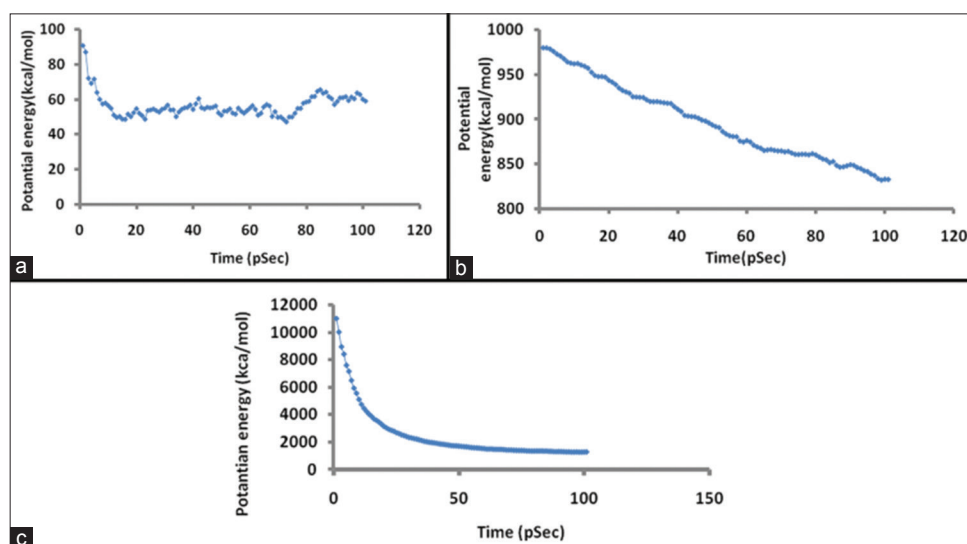 Potantial energy(kcal/mol)
100
80
60
40
20
0
0 20 40 60 80 100 120
Time (pSec)
a
Potential
energy(kcal/mol)
1000
950
900
850
800
0 20 40 60 80 100 120
Time(pSec)
b
Potantian energy (kca/mol)
12000
10000
8000
6000
4000
2000
0
0 50 100 150
Time (pSec)
c